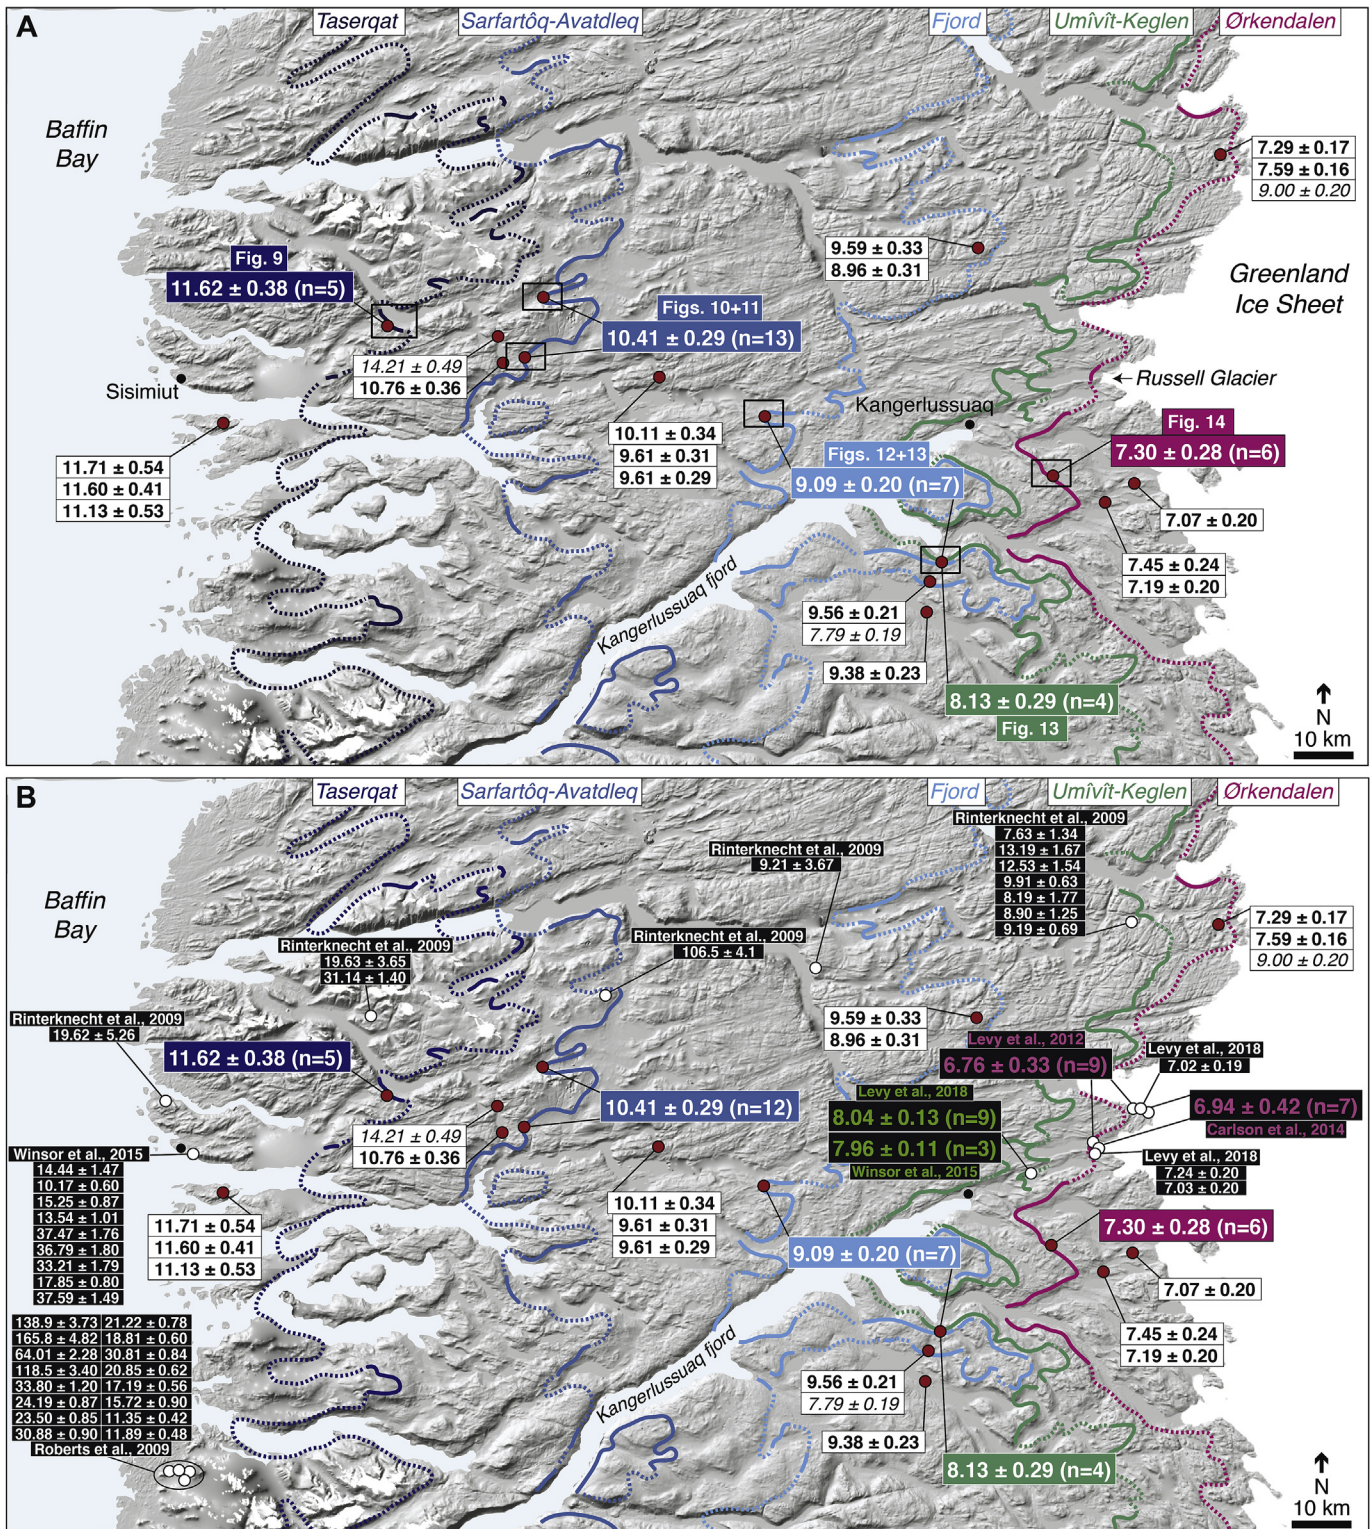 A
Taserqat
Sarfartôq-Avatdleq
Fjord
Umîvît-Keglen
Ørkendalen
Baffin
Bay
7.29 ± 0.17
7.59 ± 0.16
9.00 ± 0.20
9.59 ± 0.33
8.96 ± 0.31
Greenland
Ice Sheet
Fig. 9
11.62 ± 0.38 (n=5)
Figs. 10+11
10.41 ± 0.29 (n=13)
14.21 ± 0.49
10.76 ± 0.36
Sisimiut
Russell Glacier
Kangerlussuaq
Fig. 14
7.30 ± 0.28 (n=6)
10.11 ± 0.34
9.61 ± 0.31
9.61 ± 0.29
Figs. 12+13
9.09 ± 0.20 (n=7)
11.71 ± 0.54
11.60 ± 0.41
11.13 ± 0.53
7.07 ± 0.20
7.45 ± 0.24
7.19 ± 0.20
Kangerlussuaq fjord
9.56 ± 0.21
7.79 ± 0.19
9.38 ± 0.23
8.13 ± 0.29 (n=4)
Fig. 13
N
10 km
B
Taserqat
Sarfartôq-Avatdleq
Fjord
Umîvît-Keglen
Ørkendalen
Rinterknecht et al., 2009
7.63 ± 1.34
13.19 ± 1.67
12.53 ± 1.54
9.91 ± 0.63
8.19 ± 1.77
8.90 ± 1.25
9.19 ± 0.69
Rinterknecht et al., 2009
9.21 ± 3.67
Baffin
Bay
7.29 ± 0.17
7.59 ± 0.16
9.00 ± 0.20
Rinterknecht et al., 2009
106.5 ± 4.1
Rinterknecht et al., 2009
19.63 ± 3.65
31.14 ± 1.40
Rinterknecht et al., 2009
19.62 ± 5.26
9.59 ± 0.33
8.96 ± 0.31
Levy et al., 2012
6.76 ± 0.33 (n=9)
Levy et al., 2018
7.02 ± 0.19
11.62 ± 0.38 (n=5)
10.41 ± 0.29 (n=12)
Levy et al., 2018
8.04 ± 0.13 (n=9)
7.96 ± 0.11 (n=3)
Winsor et al., 2015
6.94 ± 0.42 (n=7)
Carlson et al., 2014
Levy et al., 2018
7.24 ± 0.20
7.03 ± 0.20
14.21 ± 0.49
10.76 ± 0.36
Winsor et al., 2015
14.44 ± 1.47
10.17 ± 0.60
15.25 ± 0.87
13.54 ± 1.01
37.47 ± 1.76
36.79 ± 1.80
33.21 ± 1.79
17.85 ± 0.80
37.59 ± 1.49
11.71 ± 0.54
11.60 ± 0.41
11.13 ± 0.53
10.11 ± 0.34
9.61 ± 0.31
9.61 ± 0.29
9.09 ± 0.20 (n=7)
7.30 ± 0.28 (n=6)
7.07 ± 0.20
7.45 ± 0.24
7.19 ± 0.20
138.9 ± 3.73 21.22 ± 0.78
165.8 ± 4.82 18.81 ± 0.60
64.01 ± 2.28 30.81 ± 0.84
118.5 ± 3.40 20.85 ± 0.62
33.80 ± 1.20 17.19 ± 0.56
24.19 ± 0.87 15.72 ± 0.90
23.50 ± 0.85 11.35 ± 0.42
30.88 ± 0.90 11.89 ± 0.48
Roberts et al., 2009
Kangerlussuaq fjord
9.56 ± 0.21
7.79 ± 0.19
9.38 ± 0.23
8.13 ± 0.29 (n=4)
N
10 km